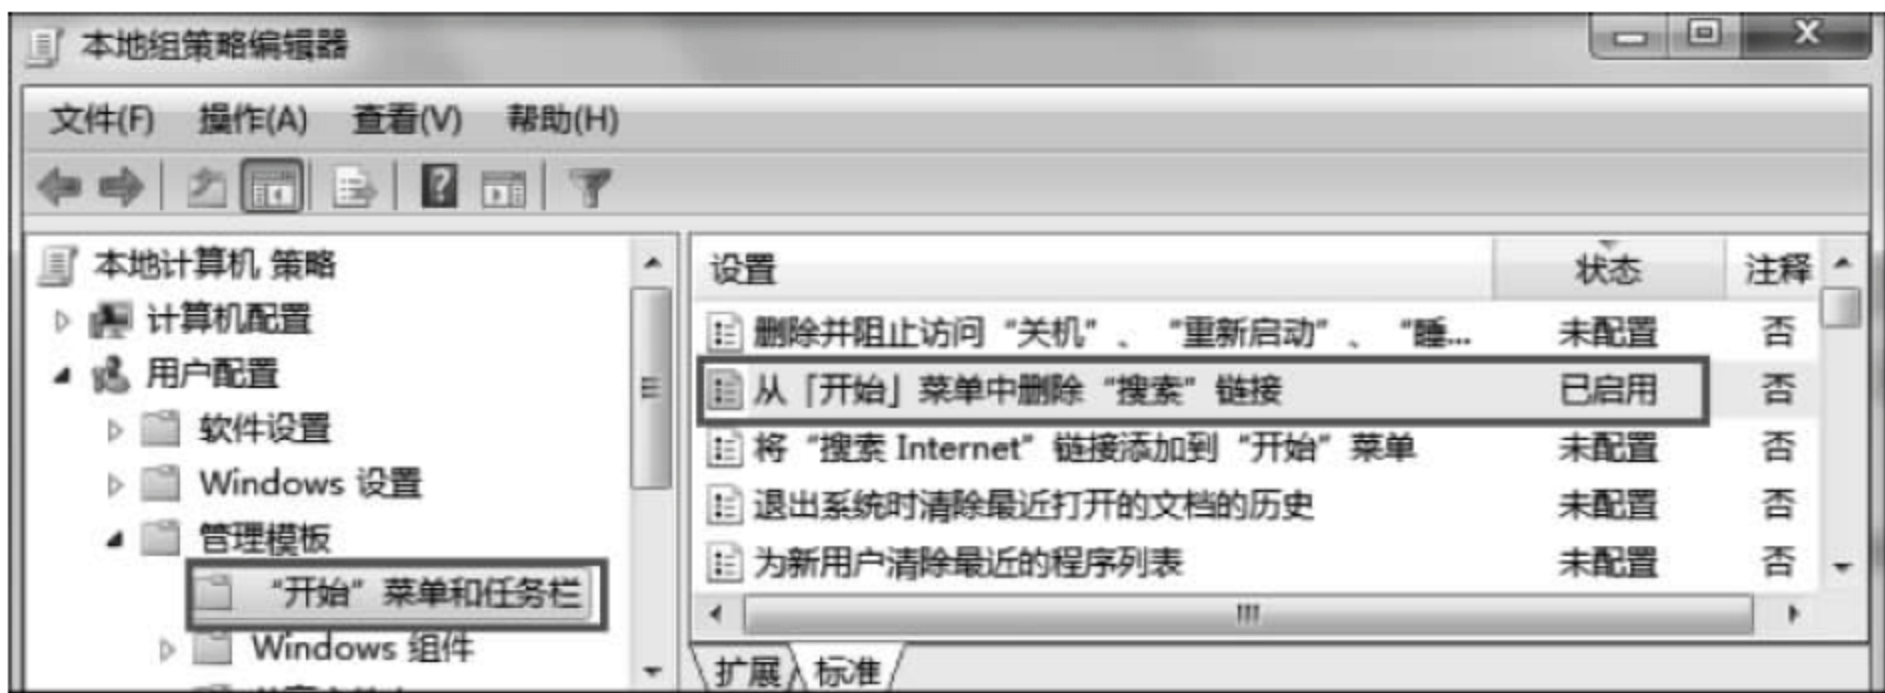 本地组策略编辑器
文件(F) 操作(A) 查看(V) 帮助(H)
本地计算机 策略
计算机配置
用户配置
软件设置
Windows 设置
管理模板
“开始”菜单和任务栏
Windows 组件
设置 状态 注释
删除并阻止访问“关机”、“重新启动”、“睡... 未配置 否
从「开始」菜单中删除“搜索”链接 已启用 否
将“搜索 Internet”链接添加到“开始”菜单 未配置 否
退出系统时清除最近打开的文档的历史 未配置 否
为新用户清除最近的程序列表 未配置 否
扩展 标准